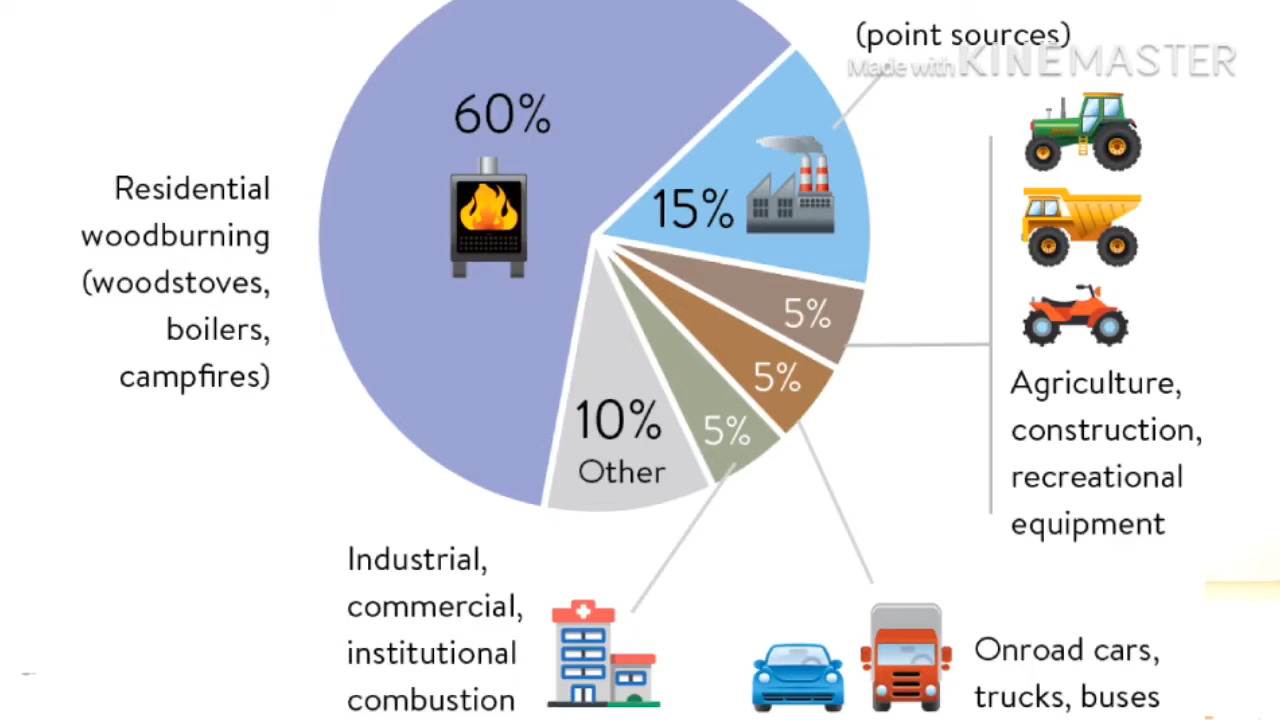 (point sources)
Made with KINEMASTER
60%
15%
Residential
woodburning
(woodstoves,
boilers,
campfires)
5%
5%
5%
10%
Other
Agriculture,
construction,
recreational
equipment
Industrial,
commercial,
institutional
combustion
Onroad cars,
trucks, buses